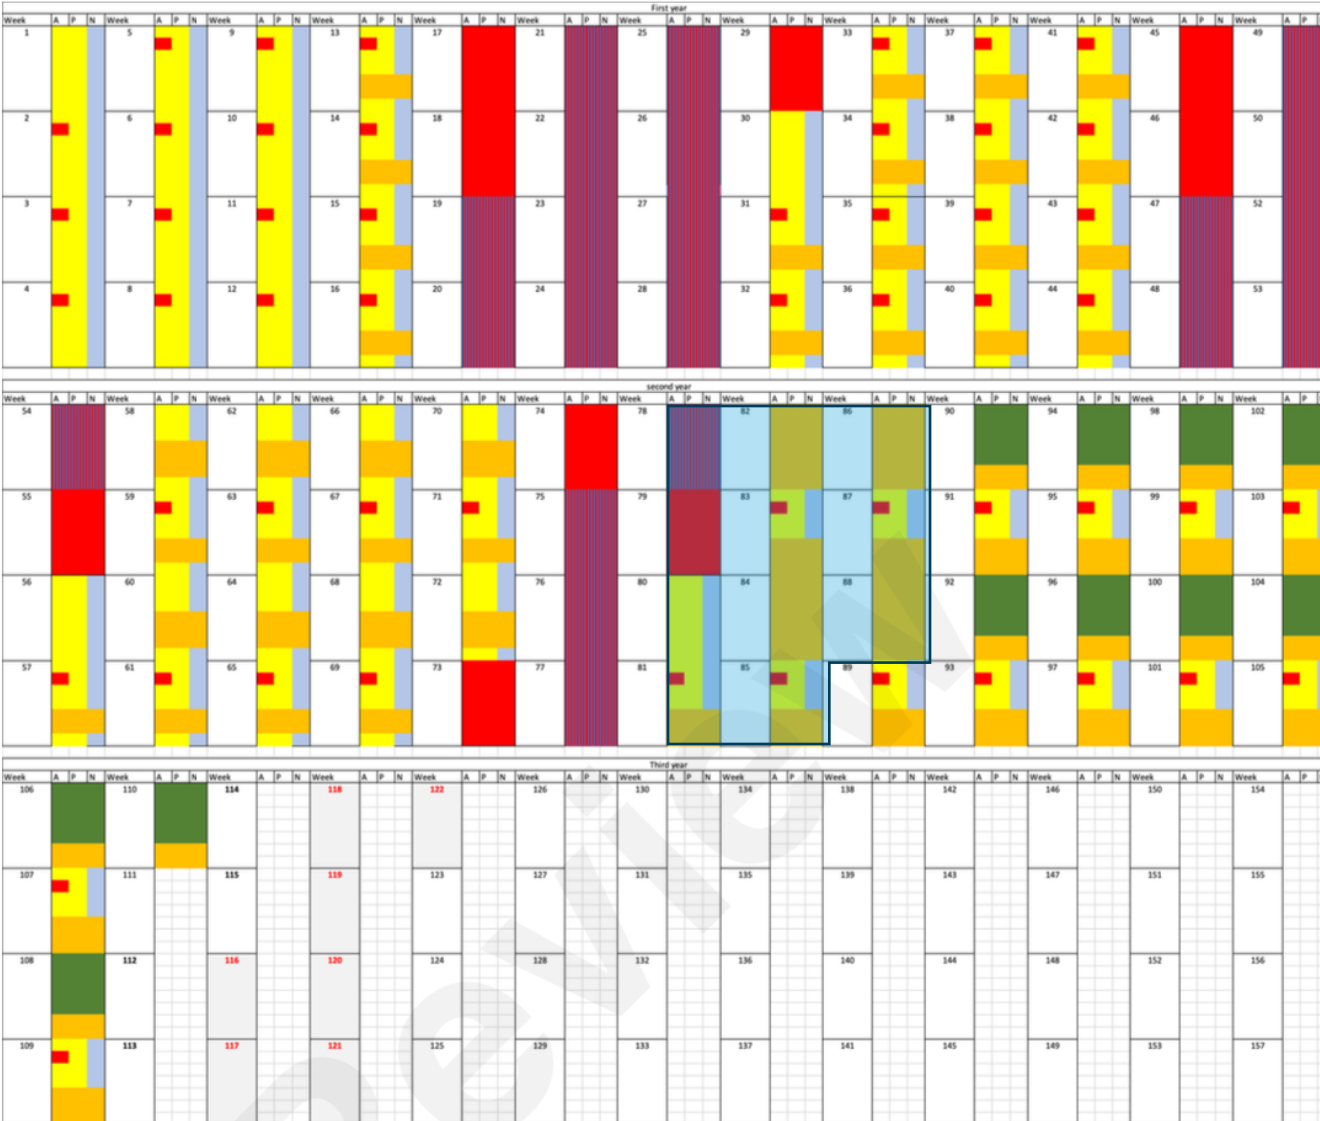 First year
Week A P N Week A P N Week A P N Week A P N Week A P N Week A P N Week A P N Week A P N Week A P N Week A P N Week A P N Week A P N Week A P N
1 5 9 13 17 21 25 29 33 37 41 45 49
2 6 10 14 18 22 26 30 34 38 42 46 50
3 7 11 15 19 23 27 31 35 39 43 47 52
4 8 12 16 20 24 28 32 36 40 44 48 53
second year
Week A P N Week A P N Week A P N Week A P N Week A P N Week A P N Week A P N Week A P N Week A P N Week A P N Week A P N Week A P N Week A P
54 58 62 66 70 74 78 82 86 90 94 98 102
55 59 63 67 71 75 79 83 87 91 95 99 103
56 60 64 68 72 76 80 84 88 92 96 100 104
57 61 65 69 73 77 81 85 89 93 97 101 105
Third year
Week A P N Week A P N Week A P N Week A P N Week A P N Week A P N Week A P N Week A P N Week A P N Week A P N Week A P N Week A P N Week A P
106 110 114 118 122 126 130 134 138 142 146 150 154
107 111 115 119 123 127 131 135 139 143 147 151 155
108 112 116 120 124 128 132 136 140 144 148 152 156
109 113 117 121 125 129 133 137 141 145 149 153 157